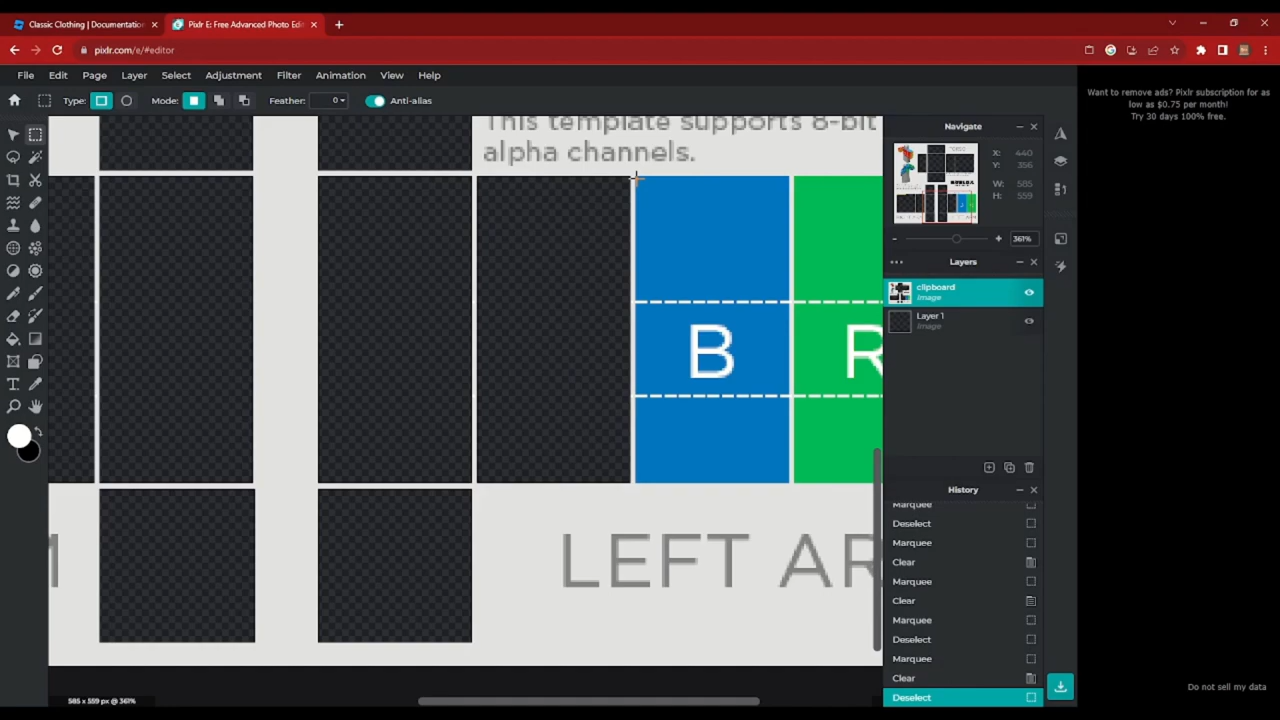 Classic Clothing | Documentation
Pixlr E: Free Advanced Photo Edi
pixlr.com/e/#editor
File Edit Page Layer Select Adjustment Filter Animation View Help
Type: Mode: Feather: 0 Anti-alias
This template supports 8-bit
alpha channels.
B R
LEFT AR
Navigate
X: 440
Y: 356
W: 585
H: 559
361%
Layers
clipboard
Image
Layer 1
Image
History
Marquee
Deselect
Marquee
Clear
Marquee
Clear
Marquee
Deselect
Marquee
Clear
Deselect
585 x 559 px @ 361%
Want to remove ads? Pixlr subscription for as
low as $0.75 per month!
Try 30 days 100% free.
Do not sell my data